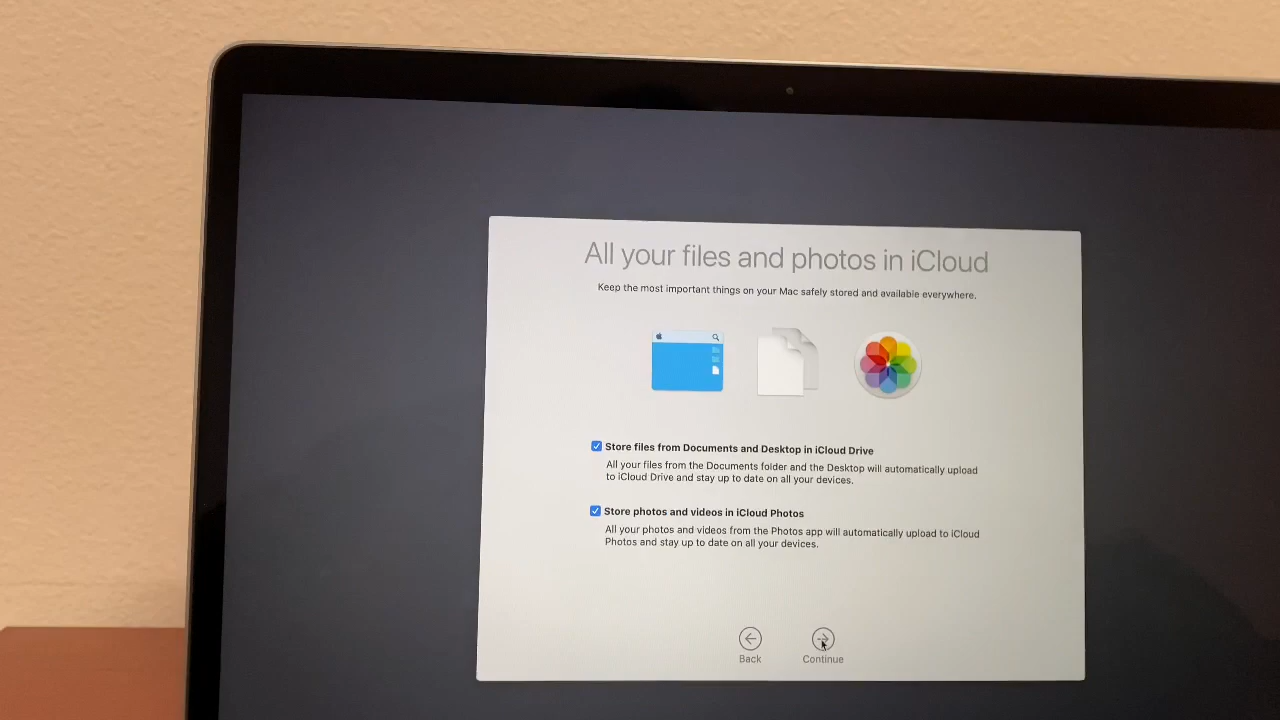 All your files and photos in iCloud
Keep the most important things on your Mac safely stored and available everywhere.
Store files from Documents and Desktop in iCloud Drive
All your files from the Documents folder and the Desktop will automatically upload
to iCloud Drive and stay up to date on all your devices.
Store photos and videos in iCloud Photos
All your photos and videos from the Photos app will automatically upload to iCloud
Photos and stay up to date on all your devices.
Back
Continue